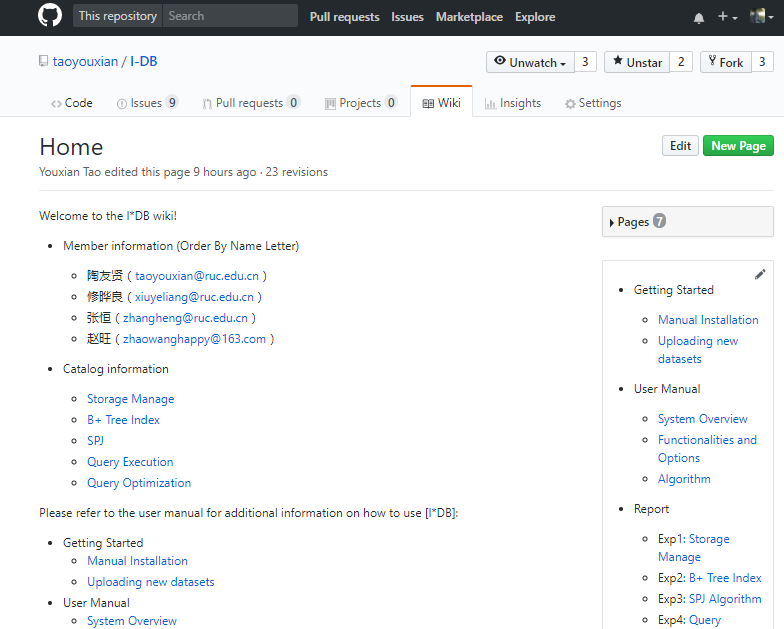 This repository Search Pull requests Issues Marketplace Explore
taoyouxian / I-DB Unwatch 3 Unstar 2 Fork 3
Code Issues 9 Pull requests 0 Projects 0 Wiki Insights Settings
Home Edit New Page
Youxian Tao edited this page 9 hours ago · 23 revisions
Welcome to the I*DB wiki!
Member information (Order By Name Letter)
陶友贤 ( taoyouxian@ruc.edu.cn )
修晔良 ( xiuyeliang@ruc.edu.cn )
张恒 ( zhangheng@ruc.edu.cn )
赵旺 ( zhaowanghappy@163.com )
Catalog information
Storage Manage
B+ Tree Index
SPJ
Query Execution
Query Optimization
Please refer to the user manual for additional information on how to use [I*DB]:
Getting Started
Manual Installation
Uploading new datasets
User Manual
System Overview
Pages 7
Getting Started
Manual Installation
Uploading new
datasets
User Manual
System Overview
Functionalities and
Options
Algorithm
Report
Exp1: Storage
Manage
Exp2: B+ Tree Index
Exp3: SPJ Algorithm
Exp4: Query